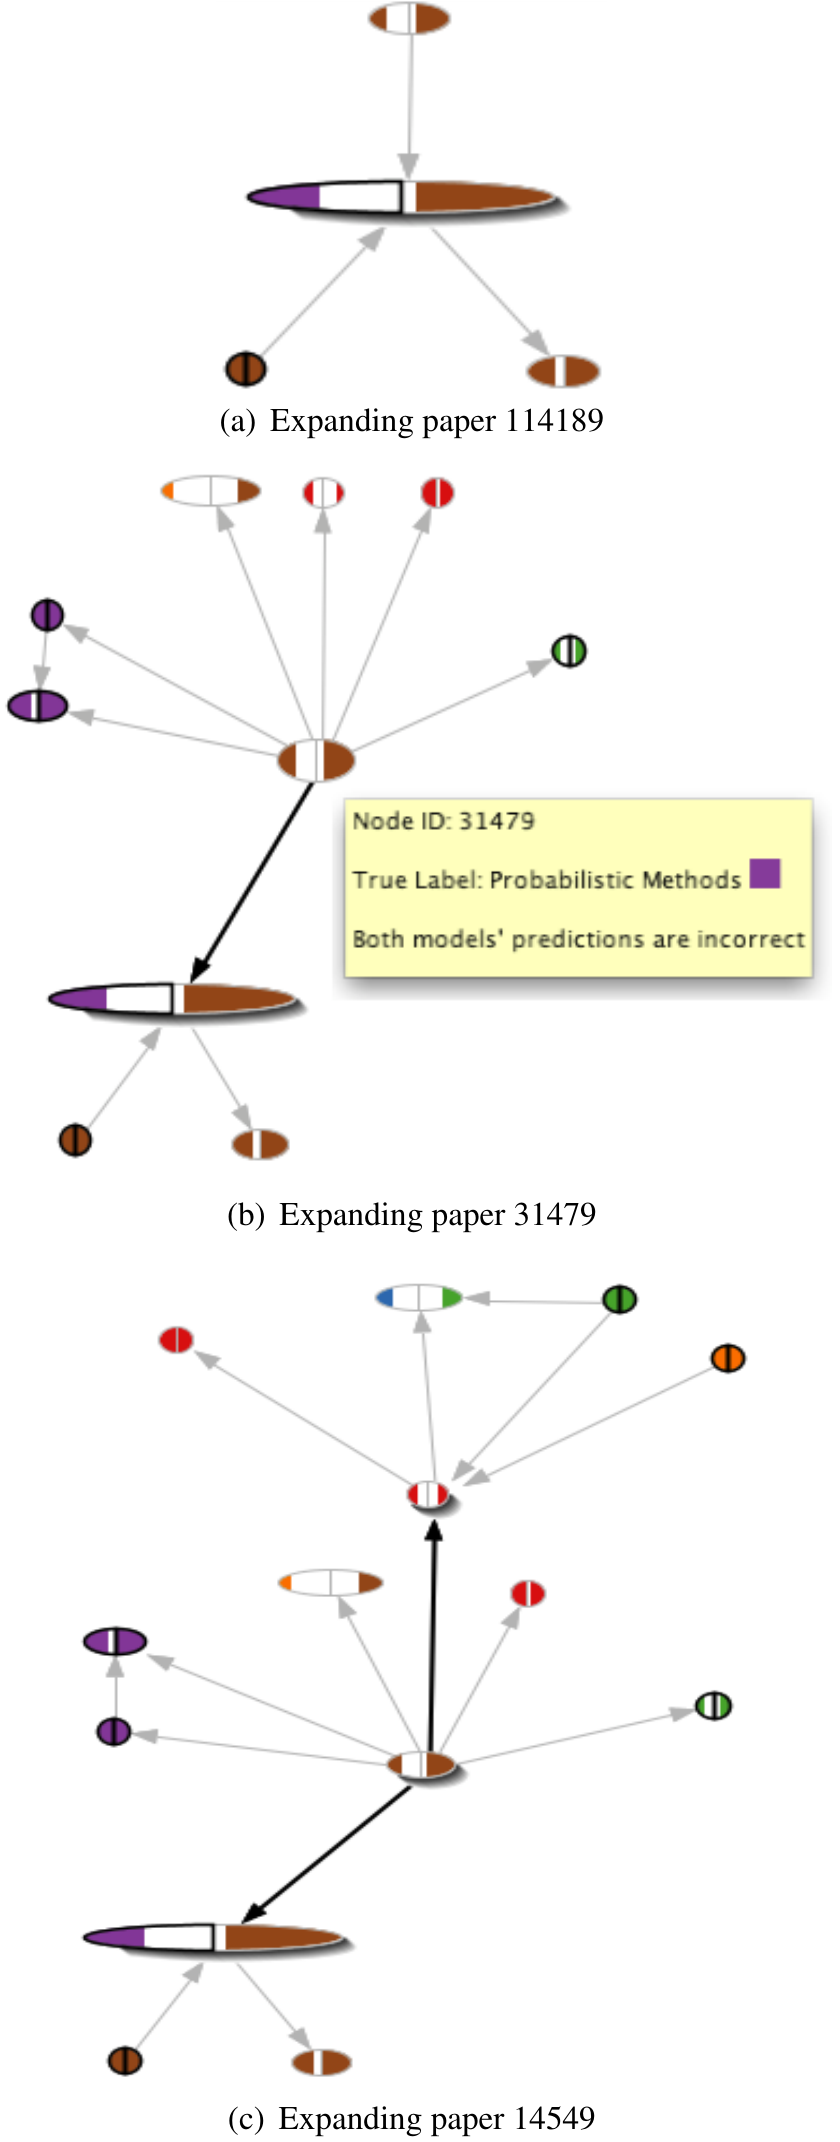 (a) Expanding paper 114189
Node ID: 31479
True Label: Probabilistic Methods
Both models' predictions are incorrect
(b) Expanding paper 31479
(c) Expanding paper 14549